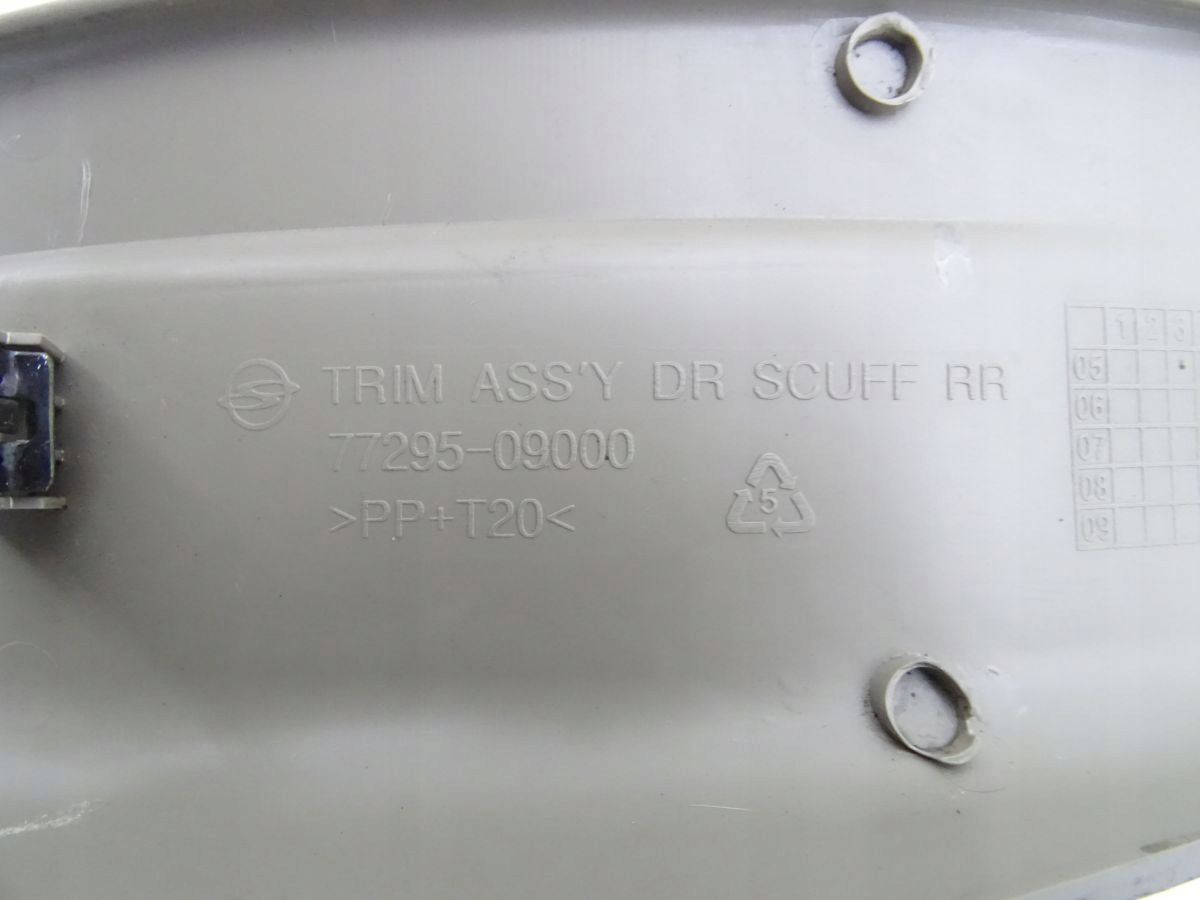 TRIM ASS'Y DR SCUFF RR
77295-09000
>PP+T20<
5
1 2 3
05
06
07
08
09